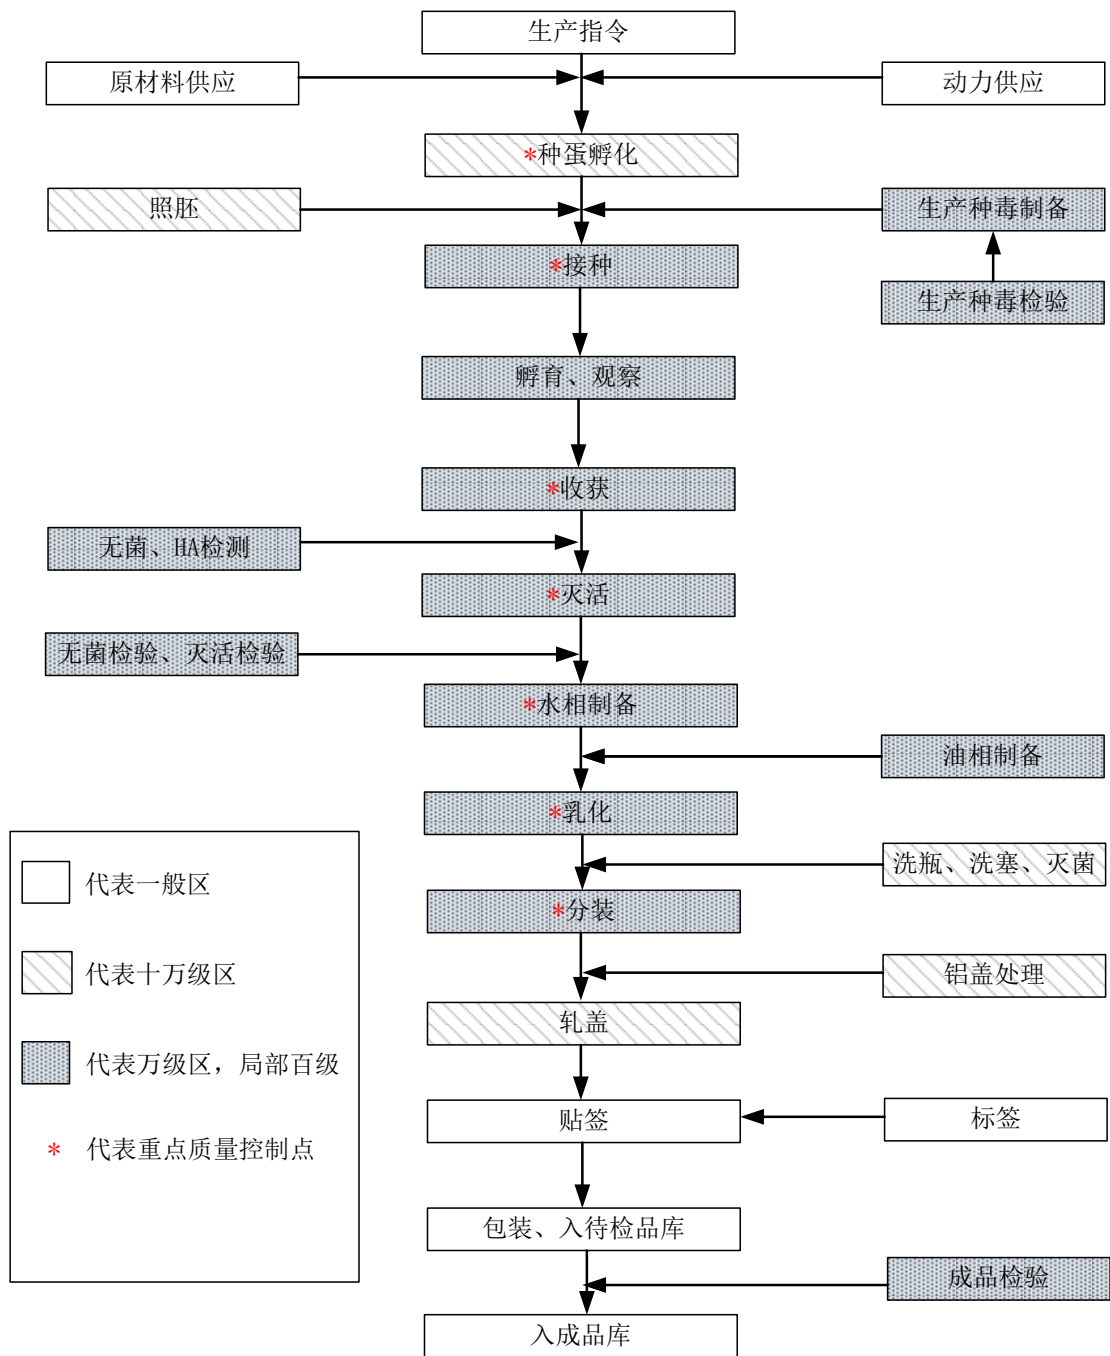 生产指令
原材料供应
动力供应
*种蛋孵化
照胚
生产种毒制备
*接种
生产种毒检验
孵育、观察
*收获
无菌、HA检测
*灭活
无菌检验、灭活检验
*水相制备
油相制备
*乳化
洗瓶、洗塞、灭菌
代表一般区
*分装
代表十万级区
铝盖处理
轧盖
代表万级区，局部百级
贴签
标签
* 代表重点质量控制点
包装、入待检品库
成品检验
入成品库